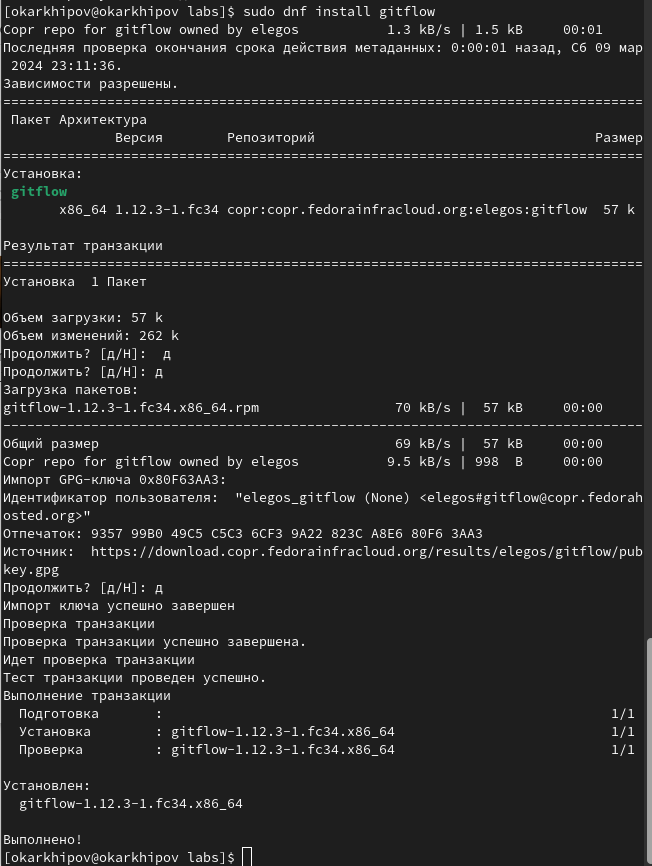 [okarkhipov@okarkhipov labs]$ sudo dnf install gitflow
Copr repo for gitflow owned by elegos           1.3 kB/s | 1.5 kB     00:01
Последняя проверка окончания срока действия метаданных: 0:00:01 назад, Сб 09 мар
 2024 23:11:36.
Зависимости разрешены.
================================================================================
 Пакет Архитектура
              Версия        Репозиторий                                   Размер
================================================================================
Установка:
 gitflow
       x86_64 1.12.3-1.fc34 copr:copr.fedorainfracloud.org:elegos:gitflow  57 k

Результат транзакции
================================================================================
Установка  1 Пакет

Объем загрузки: 57 k
Объем изменений: 262 k
Продолжить? [д/Н]:  д
Продолжить? [д/Н]: д
Загрузка пакетов:
gitflow-1.12.3-1.fc34.x86_64.rpm                 70 kB/s |  57 kB     00:00
--------------------------------------------------------------------------------
Общий размер                                     69 kB/s |  57 kB     00:00
Copr repo for gitflow owned by elegos           9.5 kB/s | 998  B     00:00
Импорт GPG-ключа 0x80F63AA3:
Идентификатор пользователя:  "elegos_gitflow (None) <elegos#gitflow@copr.fedorah
osted.org>"
Отпечаток: 9357 99B0 49C5 C5C3 6CF3 9A22 823C A8E6 80F6 3AA3
Источник:  https://download.copr.fedorainfracloud.org/results/elegos/gitflow/pub
key.gpg
Продолжить? [д/Н]: д
Импорт ключа успешно завершен
Проверка транзакции
Проверка транзакции успешно завершена.
Идет проверка транзакции
Тест транзакции проведен успешно.
Выполнение транзакции
  Подготовка       :                                                        1/1
  Установка        : gitflow-1.12.3-1.fc34.x86_64                           1/1
  Проверка         : gitflow-1.12.3-1.fc34.x86_64                           1/1

Установлен:
  gitflow-1.12.3-1.fc34.x86_64

Выполнено!
[okarkhipov@okarkhipov labs]$